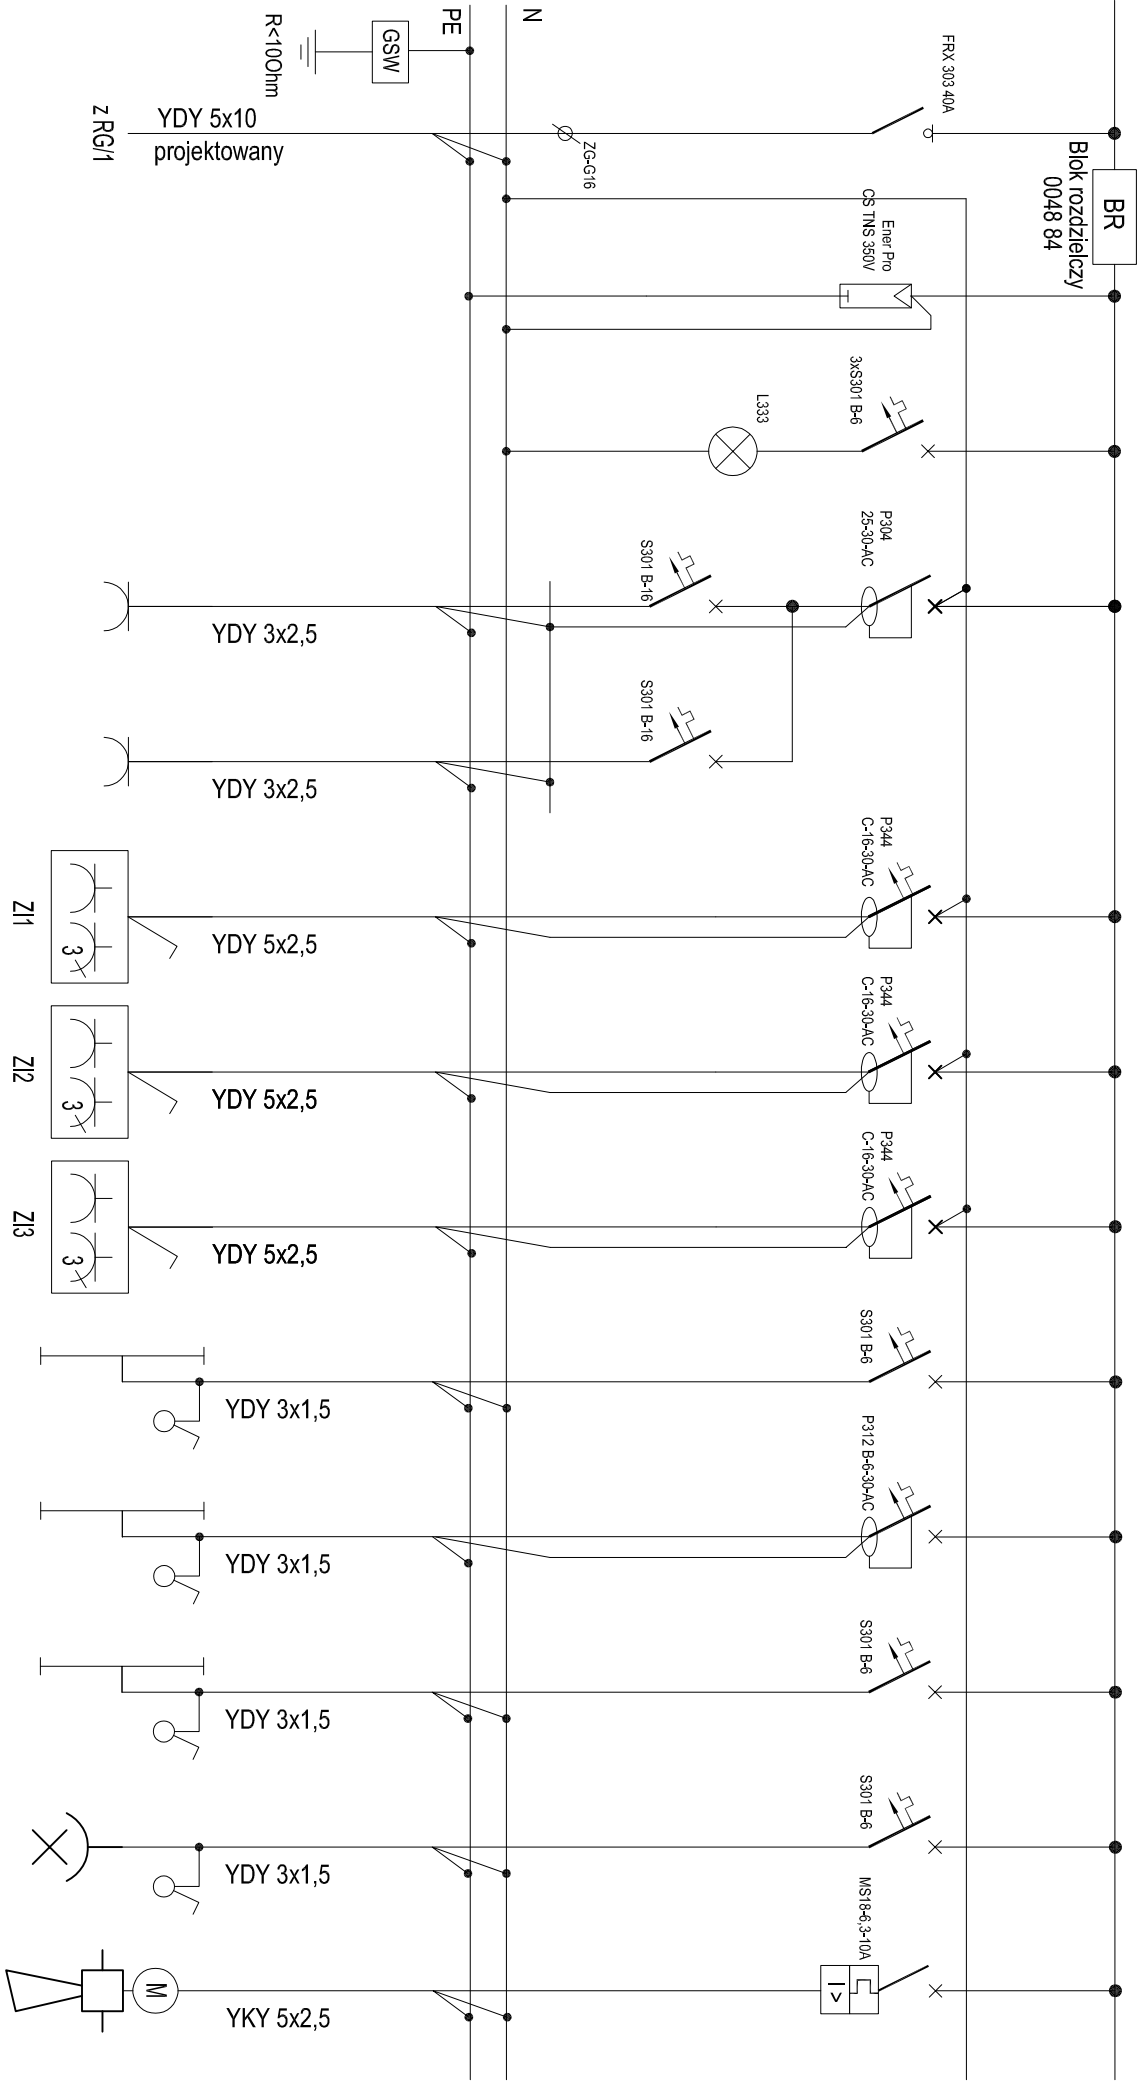 BR
Blok rozdzielczy
0048 84
FRX 303 40A
ZG-G16
N
PE
GSW
R<10Ohm
YDY 5x10
projektowany
z RG/1
Ener Pro
CS TNS 350V
3xS301 B-6
L333
P304
25-30-AC
S301 B-16
YDY 3x2,5
S301 B-16
YDY 3x2,5
P344
C-16-30-AC
YDY 5x2,5
3
ZI1
P344
C-16-30-AC
YDY 5x2,5
3
ZI2
P344
C-16-30-AC
YDY 5x2,5
3
ZI3
S301 B-6
YDY 3x1,5
P312 B-6-30-AC
YDY 3x1,5
S301 B-6
YDY 3x1,5
S301 B-6
YDY 3x1,5
MS18-6,3-10A
I>
YKY 5x2,5
M